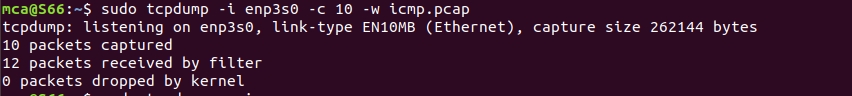 mca@S66:~$ sudo tcpdump -i enp3s0 -c 10 -w icmp.pcap
tcpdump: listening on enp3s0, link-type EN10MB (Ethernet), capture size 262144 bytes
10 packets captured
12 packets received by filter
0 packets dropped by kernel